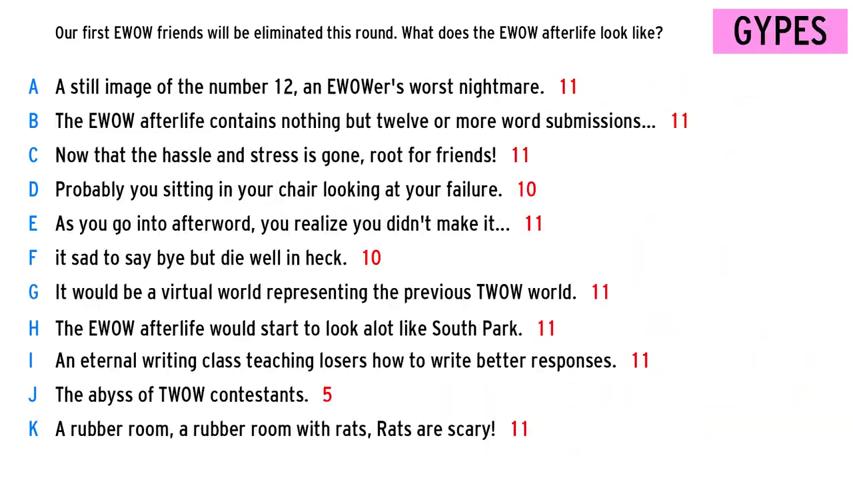 Our first EWOW friends will be eliminated this round. What does the EWOW afterlife look like?
GYPES
A A still image of the number 12, an EWOWer's worst nightmare. 11
B The EWOW afterlife contains nothing but twelve or more word submissions... 11
C Now that the hassle and stress is gone, root for friends! 11
D Probably you sitting in your chair looking at your failure. 10
E As you go into afterword, you realize you didn't make it... 11
F it sad to say bye but die well in heck. 10
G It would be a virtual world representing the previous TWOW world. 11
H The EWOW afterlife would start to look alot like South Park. 11
I An eternal writing class teaching losers how to write better responses. 11
J The abyss of TWOW contestants. 5
K A rubber room, a rubber room with rats, Rats are scary! 11